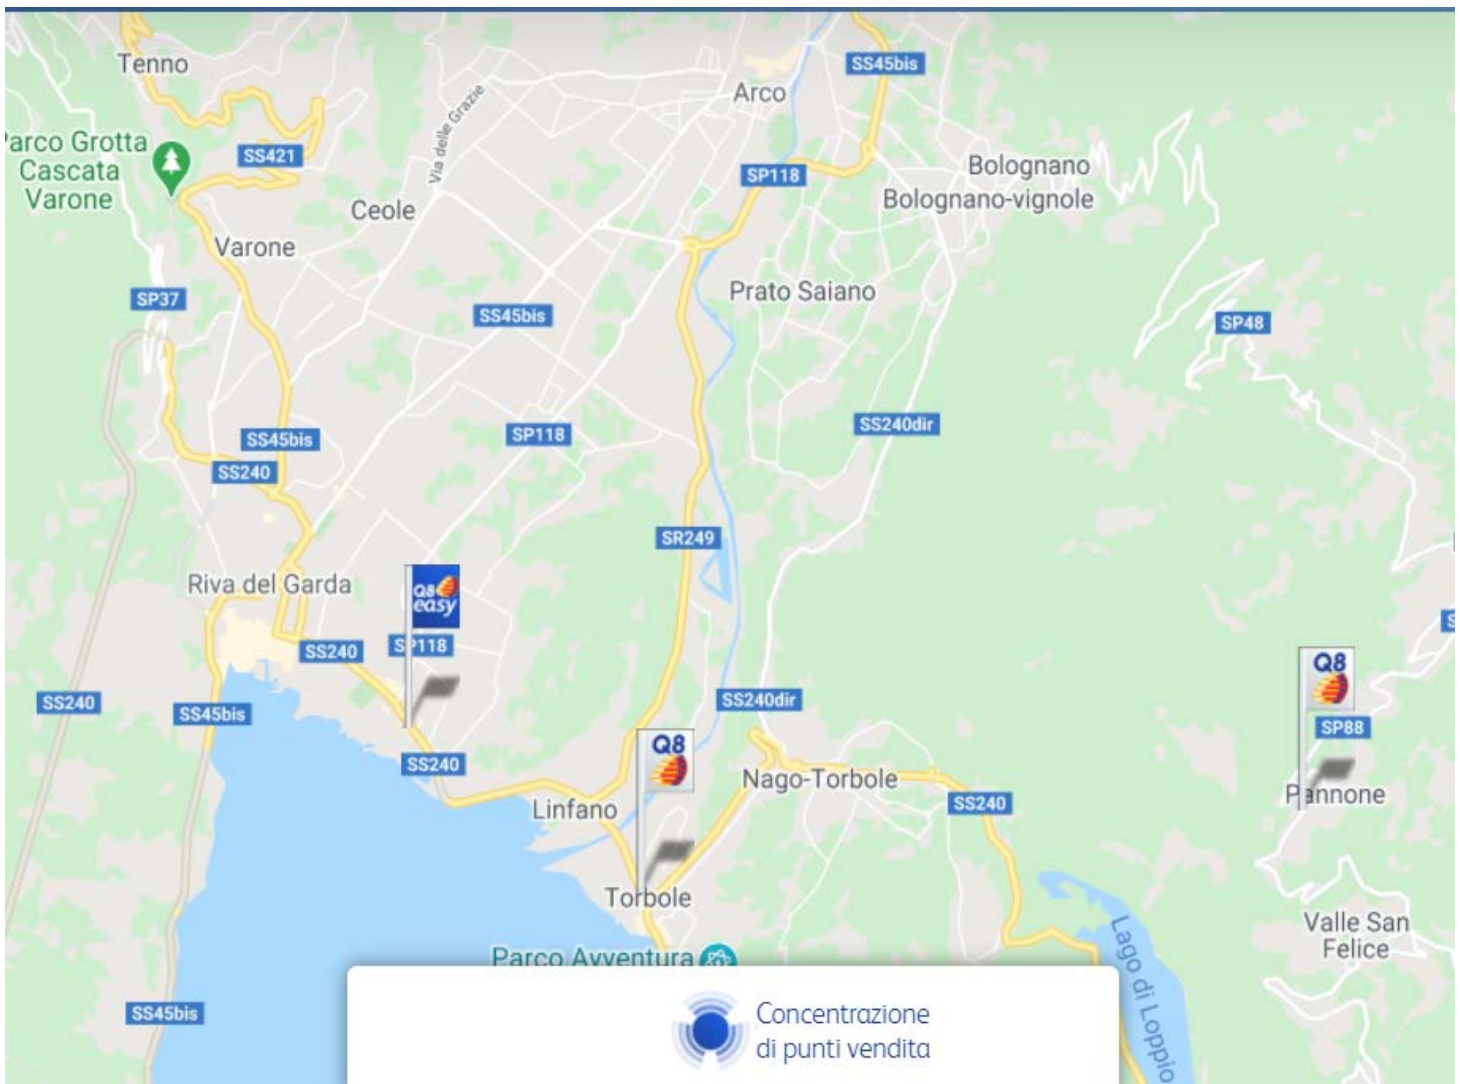 Tenno
SS45bis
Arco
Via delle Grazie
Parco Grotta
Cascata
Varone
SS421
SP118
Bolognano
Bolognano-vignole
Ceole
Varone
SP37
Prato Saiano
SS45bis
SP48
SS240dir
SP118
SS45bis
SS240
SR249
Riva del Garda
Q8
easy
SS240
SP118
Q8
SS240
SS45bis
SS240dir
SP88
Q8
SS240
Nago-Torbole
Pannone
SS240
Linfano
Torbole
Valle San
Felice
Parco Avventura
Lago di Loppio
SS45bis
Concentrazione
di punti vendita